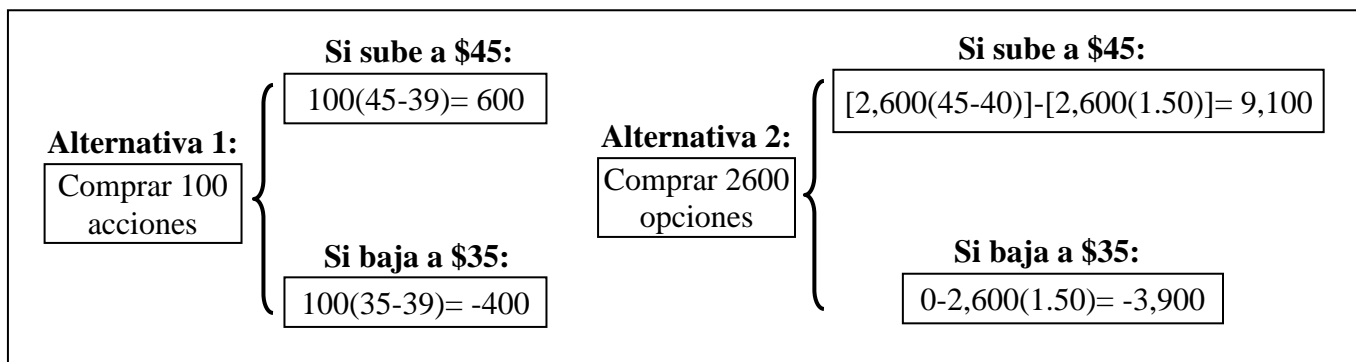 Alternativa 1:
Comprar 100
acciones
Si sube a $45:
100(45-39)= 600
Si baja a $35:
100(35-39)= -400
Alternativa 2:
Comprar 2600
opciones
Si sube a $45:
[2,600(45-40)]-[2,600(1.50)]= 9,100
Si baja a $35:
0-2,600(1.50)= -3,900